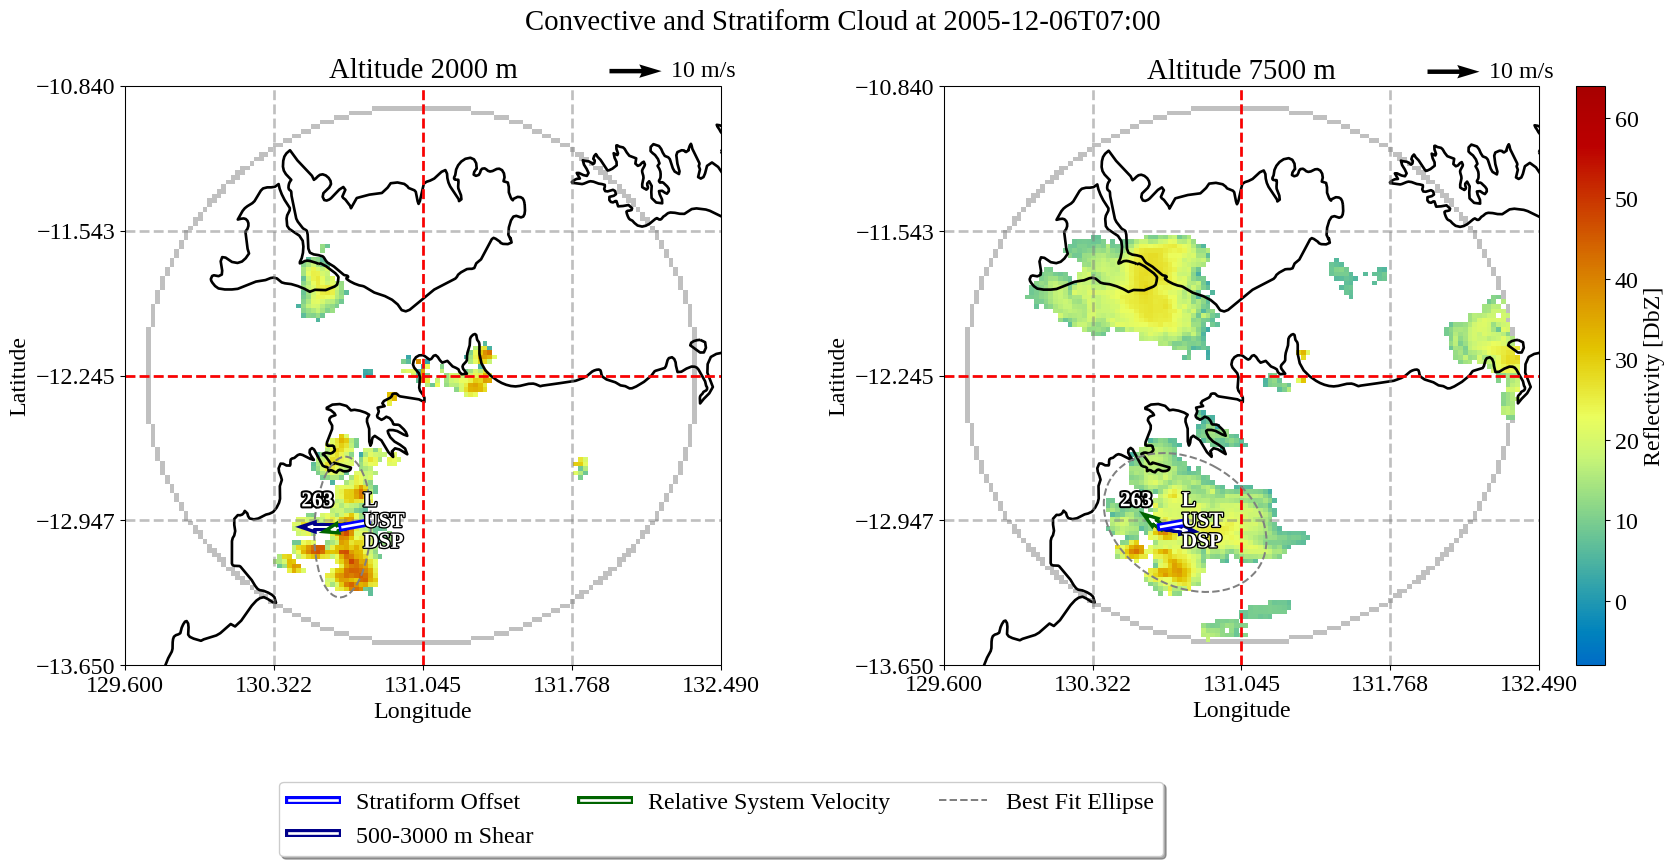 Convective and Stratiform Cloud at 2005-12-06T07:00
Altitude 2000 m
10 m/s
Altitude 7500 m
10 m/s
−10.840
−11.543
−12.245
−12.947
−13.650
129.600
130.322
131.045
131.768
132.490
Latitude
Longitude
263
L
UST
DSP
−10.840
−11.543
−12.245
−12.947
−13.650
129.600
130.322
131.045
131.768
132.490
Latitude
Longitude
263
L
UST
DSP
60
50
40
30
20
10
0
Reflectivity [DbZ]
Stratiform Offset
Relative System Velocity
Best Fit Ellipse
500-3000 m Shear